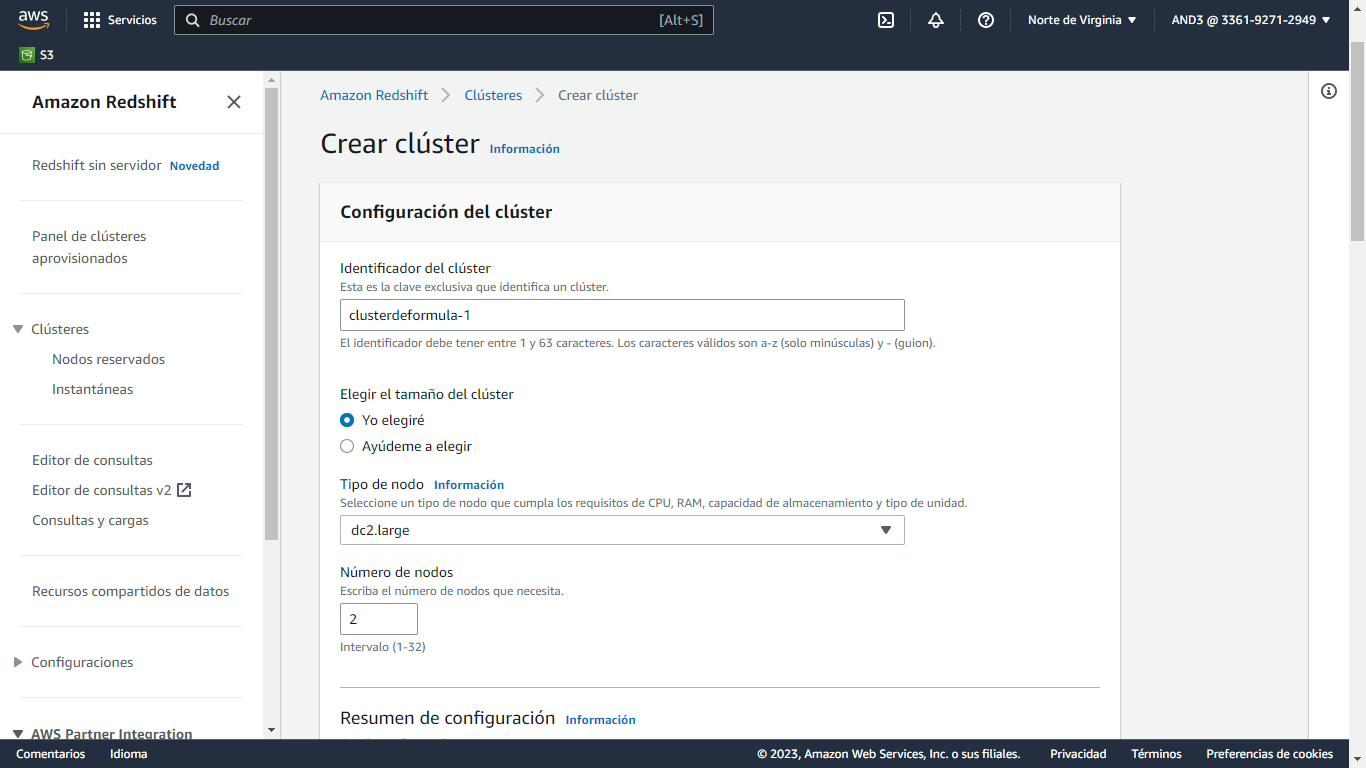 aws
Servicios
Buscar
[Alt+S]
Norte de Virginia
AND3 @ 3361-9271-2949
S3
Amazon Redshift
Redshift sin servidor Novedad
Panel de clústeres
aprovisionados
Clústeres
Nodos reservados
Instantáneas
Editor de consultas
Editor de consultas v2
Consultas y cargas
Recursos compartidos de datos
Configuraciones
AWS Partner Integration
Amazon Redshift
Clústeres
Crear clúster
Crear clúster Información
Configuración del clúster
Identificador del clúster
Esta es la clave exclusiva que identifica un clúster.
clusterdeformula-1
El identificador debe tener entre 1 y 63 caracteres. Los caracteres válidos son a-z (solo minúsculas) y - (guion).
Elegir el tamaño del clúster
Yo elegiré
Ayúdeme a elegir
Tipo de nodo Información
Seleccione un tipo de nodo que cumpla los requisitos de CPU, RAM, capacidad de almacenamiento y tipo de unidad.
dc2.large
Número de nodos
Escriba el número de nodos que necesita.
2
Intervalo (1-32)
Resumen de configuración Información
Comentarios
Idioma
© 2023, Amazon Web Services, Inc. o sus filiales.
Privacidad
Términos
Preferencias de cookies